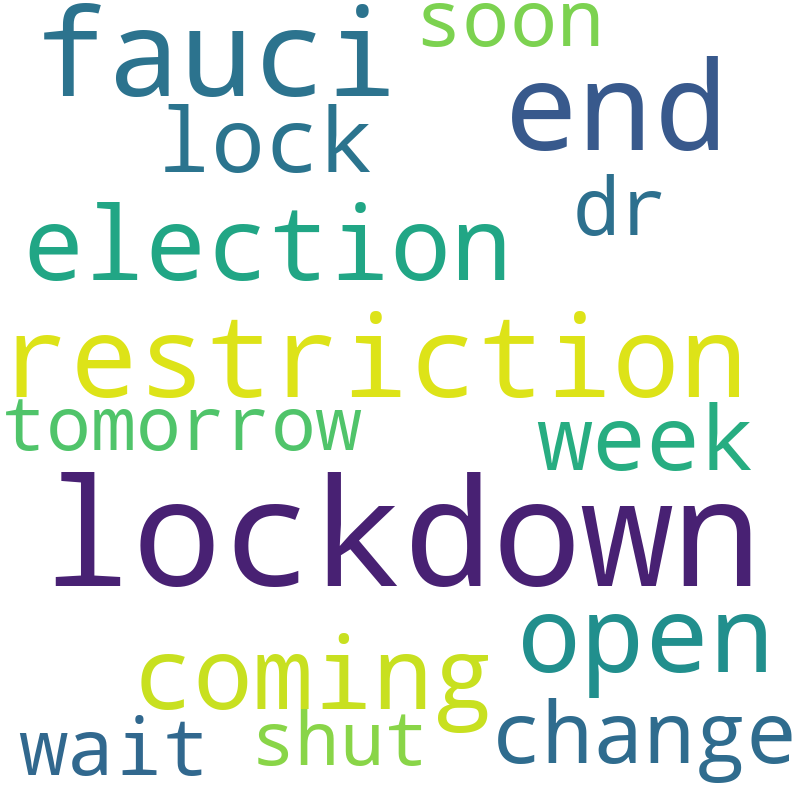 fauci
soon
end
lock
dr
election
restriction
tomorrow
week
lockdown
open
coming
change
wait
shut